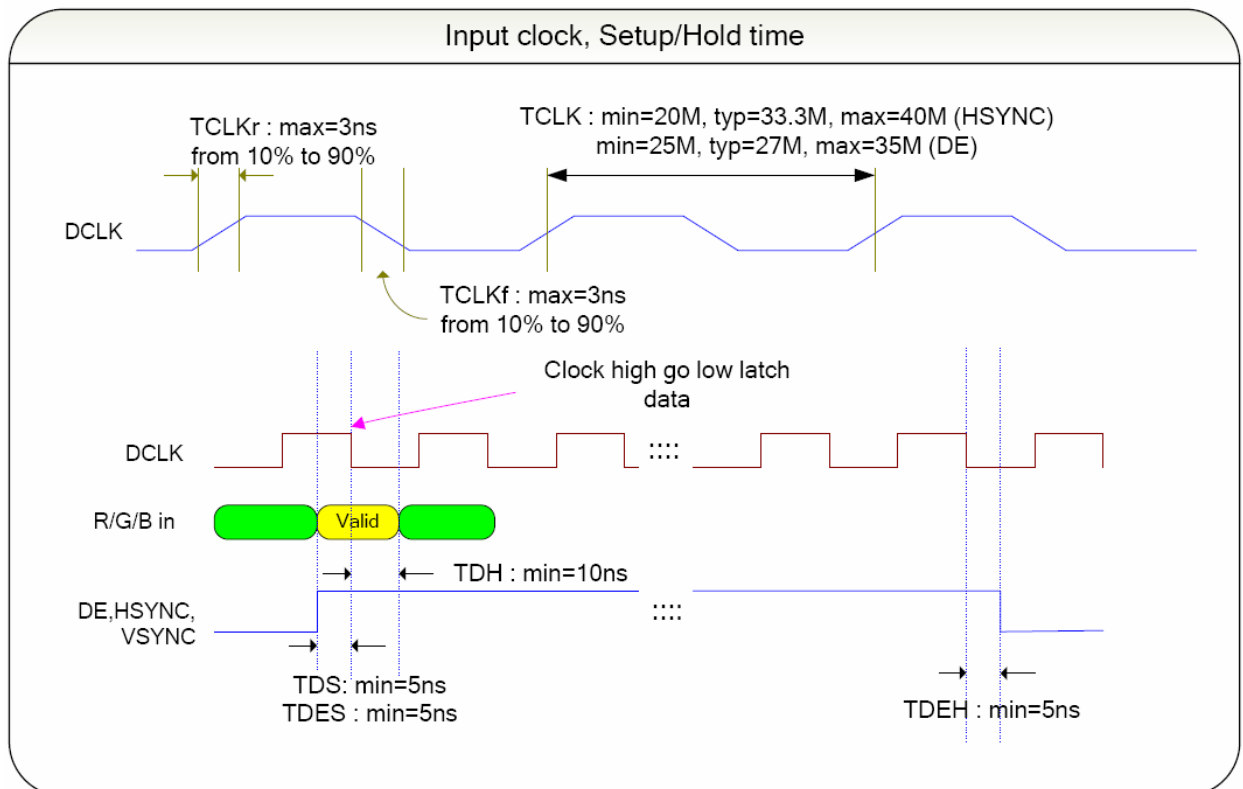 Input clock, Setup/Hold time
TCLKr : max=3ns
from 10% to 90%
TCLK : min=20M, typ=33.3M, max=40M (HSYNC)
min=25M, typ=27M, max=35M (DE)
DCLK
TCLKf : max=3ns
from 10% to 90%
Clock high go low latch
data
DCLK
::::
R/G/B in
Valid
TDH : min=10ns
DE,HSYNC,
VSYNC
::::
TDS: min=5ns
TDES : min=5ns
TDEH : min=5ns